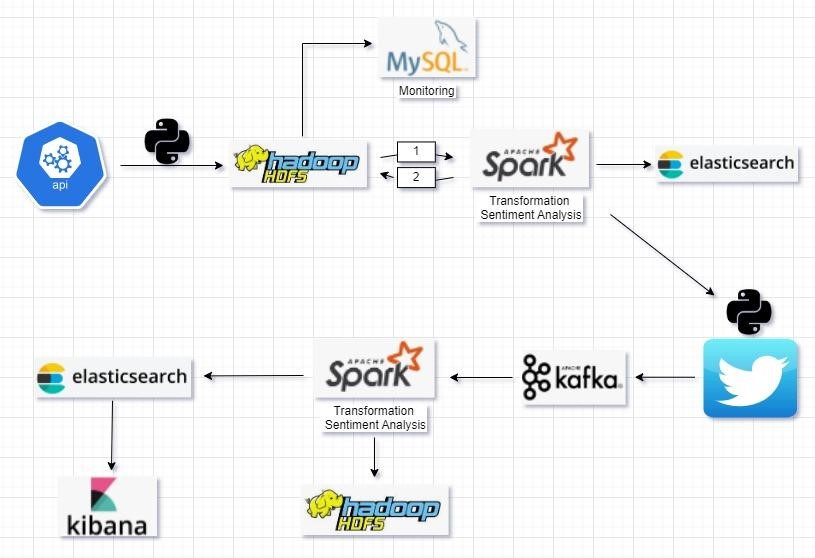 MySQL
Monitoring
api
hadoop
HDFS
1
2
APACHE
Spark
Transformation
Sentiment Analysis
elasticsearch
elasticsearch
APACHE
Spark
Transformation
Sentiment Analysis
APACHE
kafka
kibana
hadoop
HDFS